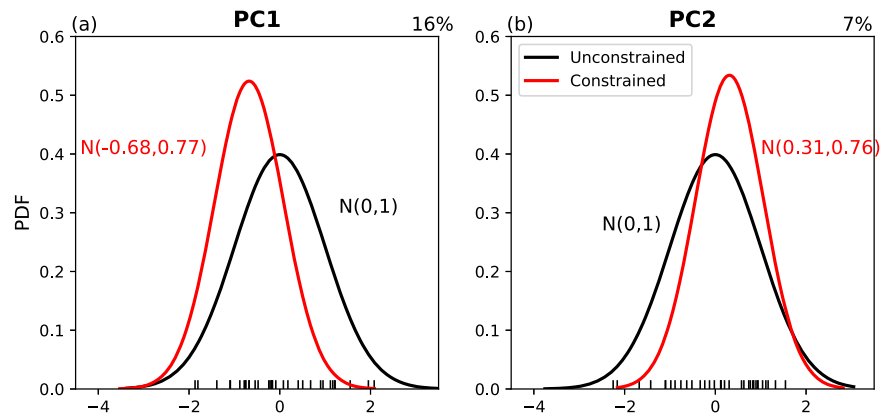 (a) PC1 16%
0.6
0.5
0.4
0.3
0.2
0.1
0.0
PDF
N(-0.68,0.77)
N(0,1)
−4 −2 0 2
(b) PC2 7%
0.6
0.5
0.4
0.3
0.2
0.1
0.0
Unconstrained
Constrained
N(0.31,0.76)
N(0,1)
−4 −2 0 2